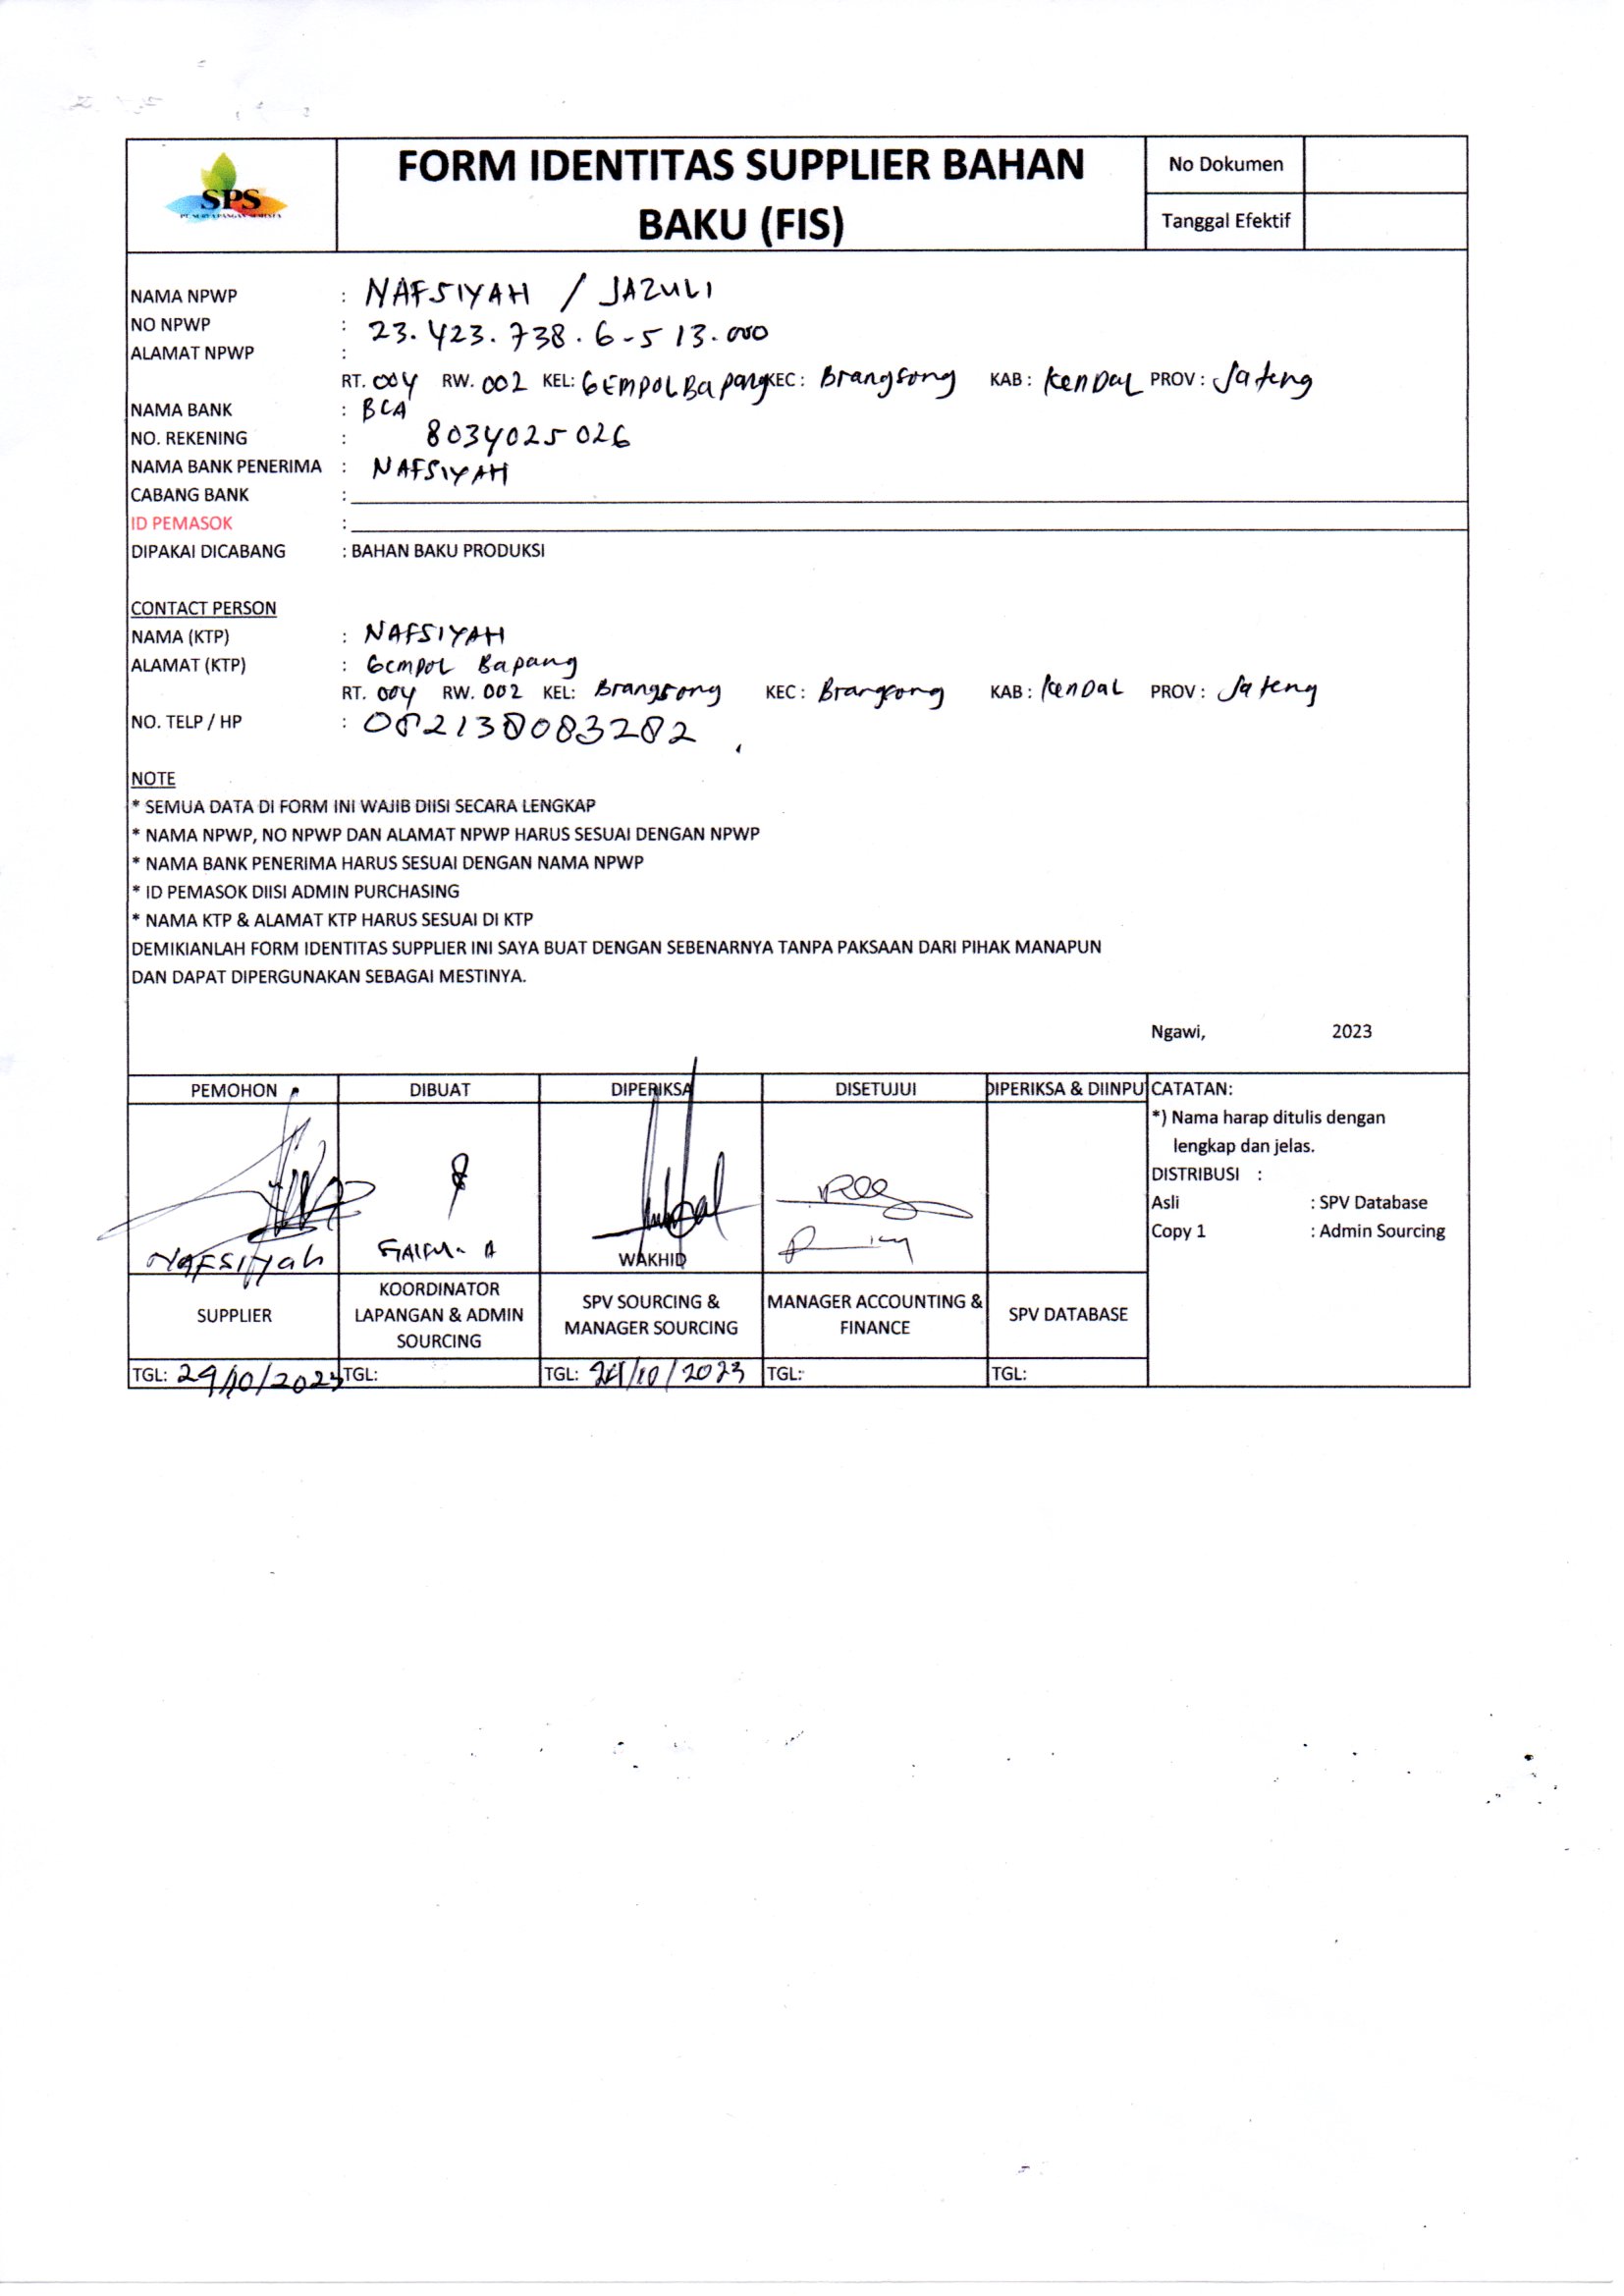 SPS
PT. SURYA PANGAN SEMESTA
FORM IDENTITAS SUPPLIER BAHAN
BAKU (FIS)
No Dokumen
Tanggal Efektif
NAMA NPWP : NAFSIYAH / JAZULI
NO NPWP : 23.423.738.6-513.000
ALAMAT NPWP :
RT. 004 RW. 002 KEL: GEMPOLBapang KEC: Brangsong KAB: KenDaL PROV: Jateng
NAMA BANK : BCA
NO. REKENING : 8034025026
NAMA BANK PENERIMA : NAFSIYAH
CABANG BANK :
ID PEMASOK :
DIPAKAI DICABANG : BAHAN BAKU PRODUKSI
CONTACT PERSON
NAMA (KTP) : NAFSIYAH
ALAMAT (KTP) : Gempol Bapang
RT. 004 RW. 002 KEL: Brangsong KEC: Brangsong KAB: KenDaL PROV: Jateng
NO. TELP / HP : 082138083282
NOTE
* SEMUA DATA DI FORM INI WAJIB DIISI SECARA LENGKAP
* NAMA NPWP, NO NPWP DAN ALAMAT NPWP HARUS SESUAI DENGAN NPWP
* NAMA BANK PENERIMA HARUS SESUAI DENGAN NAMA NPWP
* ID PEMASOK DIISI ADMIN PURCHASING
* NAMA KTP & ALAMAT KTP HARUS SESUAI DI KTP
DEMIKIANLAH FORM IDENTITAS SUPPLIER INI SAYA BUAT DENGAN SEBENARNYA TANPA PAKSAAN DARI PIHAK MANAPUN
DAN DAPAT DIPERGUNAKAN SEBAGAI MESTINYA.
Ngawi, 2023
PEMOHON DIBUAT DIPERIKSA DISETUJUI DIPERIKSA & DIINPU CATATAN:
*) Nama harap ditulis dengan
lengkap dan jelas.
DISTRIBUSI :
Asli : SPV Database
Copy 1 : Admin Sourcing
NAFSIYah WAKHID
SUPPLIER
KOORDINATOR
LAPANGAN & ADMIN
SOURCING
SPV SOURCING &
MANAGER SOURCING
MANAGER ACCOUNTING &
FINANCE
SPV DATABASE
TGL: 29/10/2023 TGL: TGL: /10/2023 TGL: TGL: